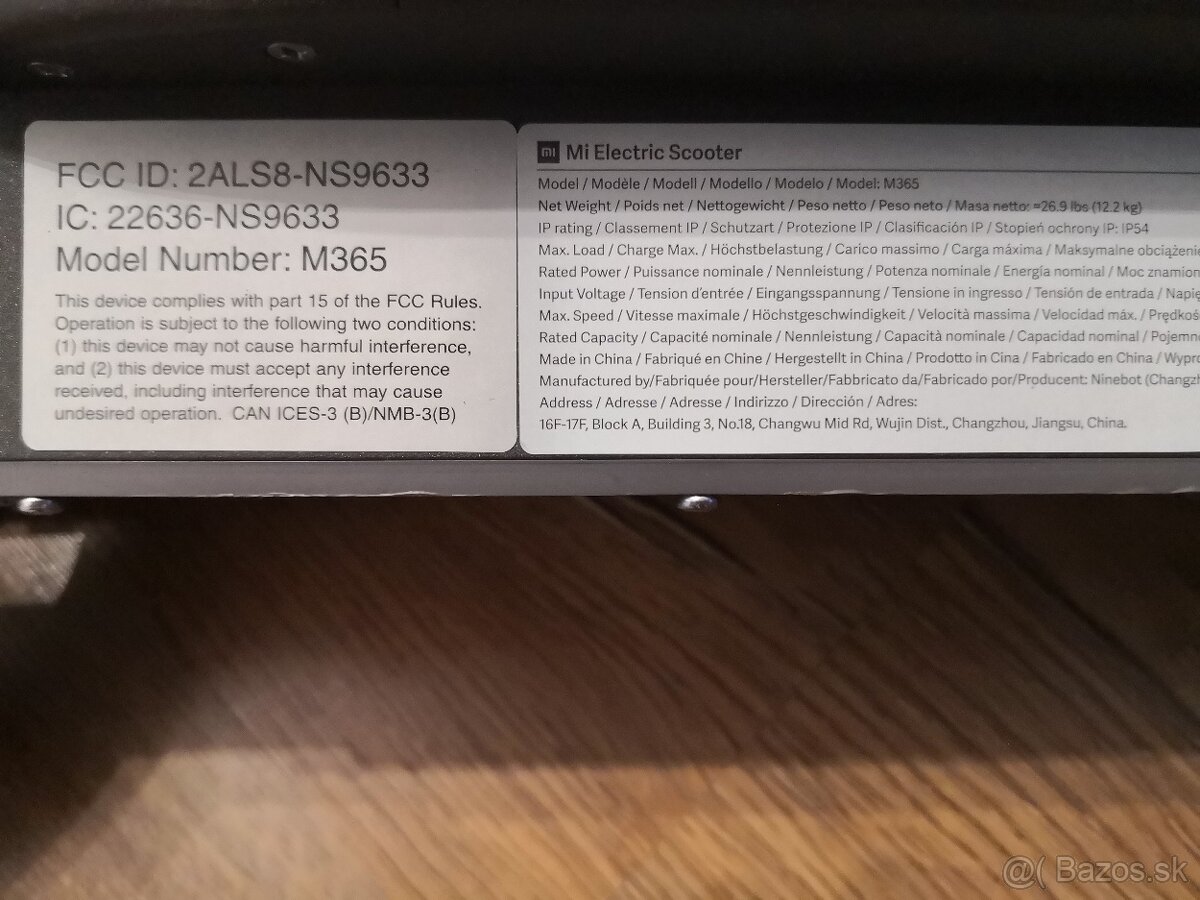 FCC ID: 2ALS8-NS9633
IC: 22636-NS9633
Model Number: M365
This device complies with part 15 of the FCC Rules.
Operation is subject to the following two conditions:
(1) this device may not cause harmful interference,
and (2) this device must accept any interference
received, including interference that may cause
undesired operation. CAN ICES-3 (B)/NMB-3(B)
mi Mi Electric Scooter
Model / Modèle / Modell / Modello / Modelo / Model: M365
Net Weight / Poids net / Nettogewicht / Peso netto / Peso neto / Masa netto: ≈26.9 lbs (12.2 kg)
IP rating / Classement IP / Schutzart / Protezione IP / Clasificación IP / Stopień ochrony IP: IP54
Max. Load / Charge Max. / Höchstbelastung / Carico massimo / Carga máxima / Maksymalne obciążenie
Rated Power / Puissance nominale / Nennleistung / Potenza nominale / Energía nominal / Moc znamion
Input Voltage / Tension d'entrée / Eingangsspannung / Tensione in ingresso / Tensión de entrada / Napię
Max. Speed / Vitesse maximale / Höchstgeschwindigkeit / Velocità massima / Velocidad máx. / Prędkoś
Rated Capacity / Capacité nominale / Nennleistung / Capacità nominale / Capacidad nominal / Pojemn
Made in China / Fabriqué en Chine / Hergestellt in China / Prodotto in Cina / Fabricado en China / Wypro
Manufactured by/Fabriquée pour/Hersteller/Fabbricato da/Fabricado por/Producent: Ninebot (Changzh
Address / Adresse / Adresse / Indirizzo / Dirección / Adres:
16F-17F, Block A, Building 3, No.18, Changwu Mid Rd, Wujin Dist., Changzhou, Jiangsu, China.
@( Bazos.sk